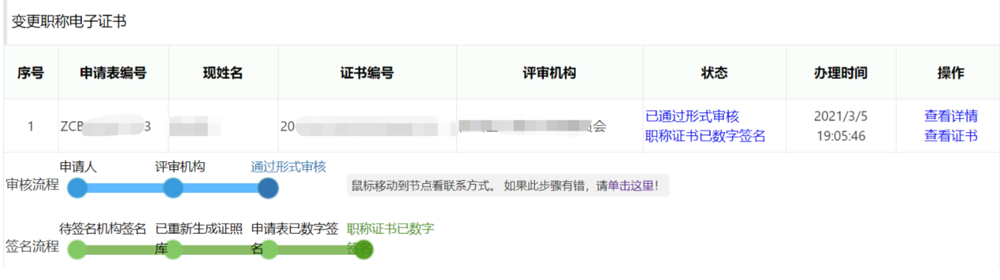 变更职称电子证书
序号 申请表编号 现姓名 证书编号 评审机构 状态 办理时间 操作
1 ZCB 3 20 员会 已通过形式审核 2021/3/5 查看详情
职称证书已数字签名 19:05:46 查看证书
申请人 评审机构 通过形式审核
审核流程
鼠标移动到节点看联系方式。 如果此步骤有错，请单击这里！
待签名机构签名 已重新生成证照库 申请表已数字签名 职称证书已数字签名
签名流程